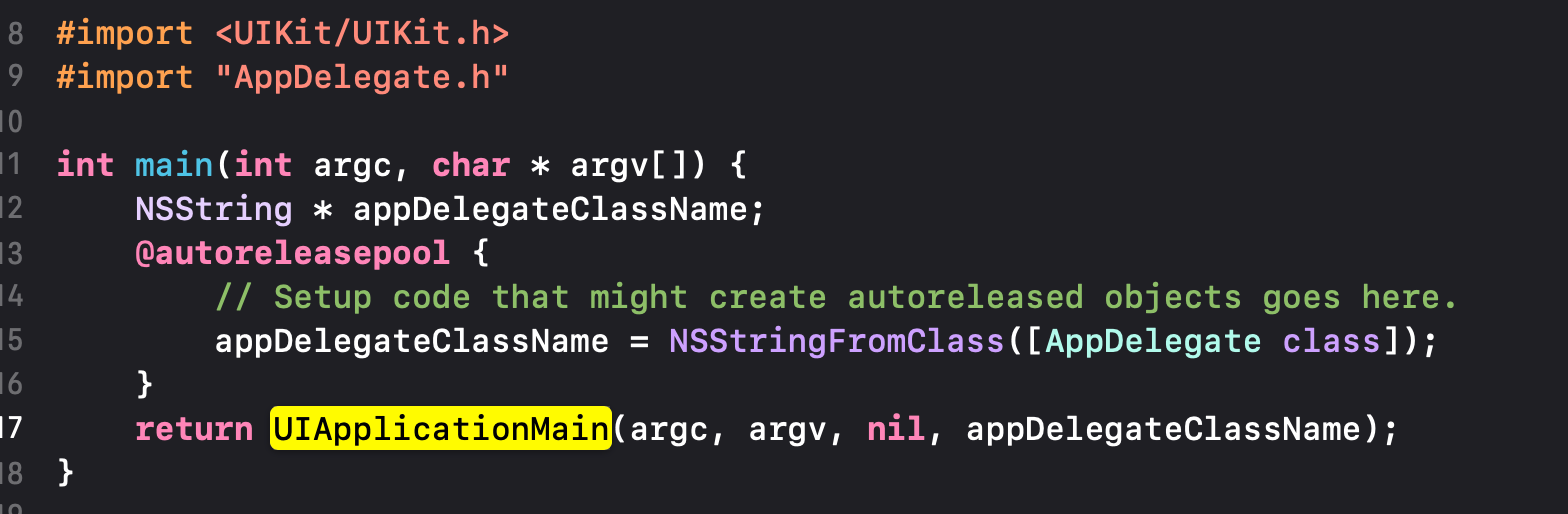 8 #import <UIKit/UIKit.h>
9 #import "AppDelegate.h"
10
11 int main(int argc, char * argv[]) {
12     NSString * appDelegateClassName;
13     @autoreleasepool {
14         // Setup code that might create autoreleased objects goes here.
15         appDelegateClassName = NSStringFromClass([AppDelegate class]);
16     }
17     return UIApplicationMain(argc, argv, nil, appDelegateClassName);
18 }
19